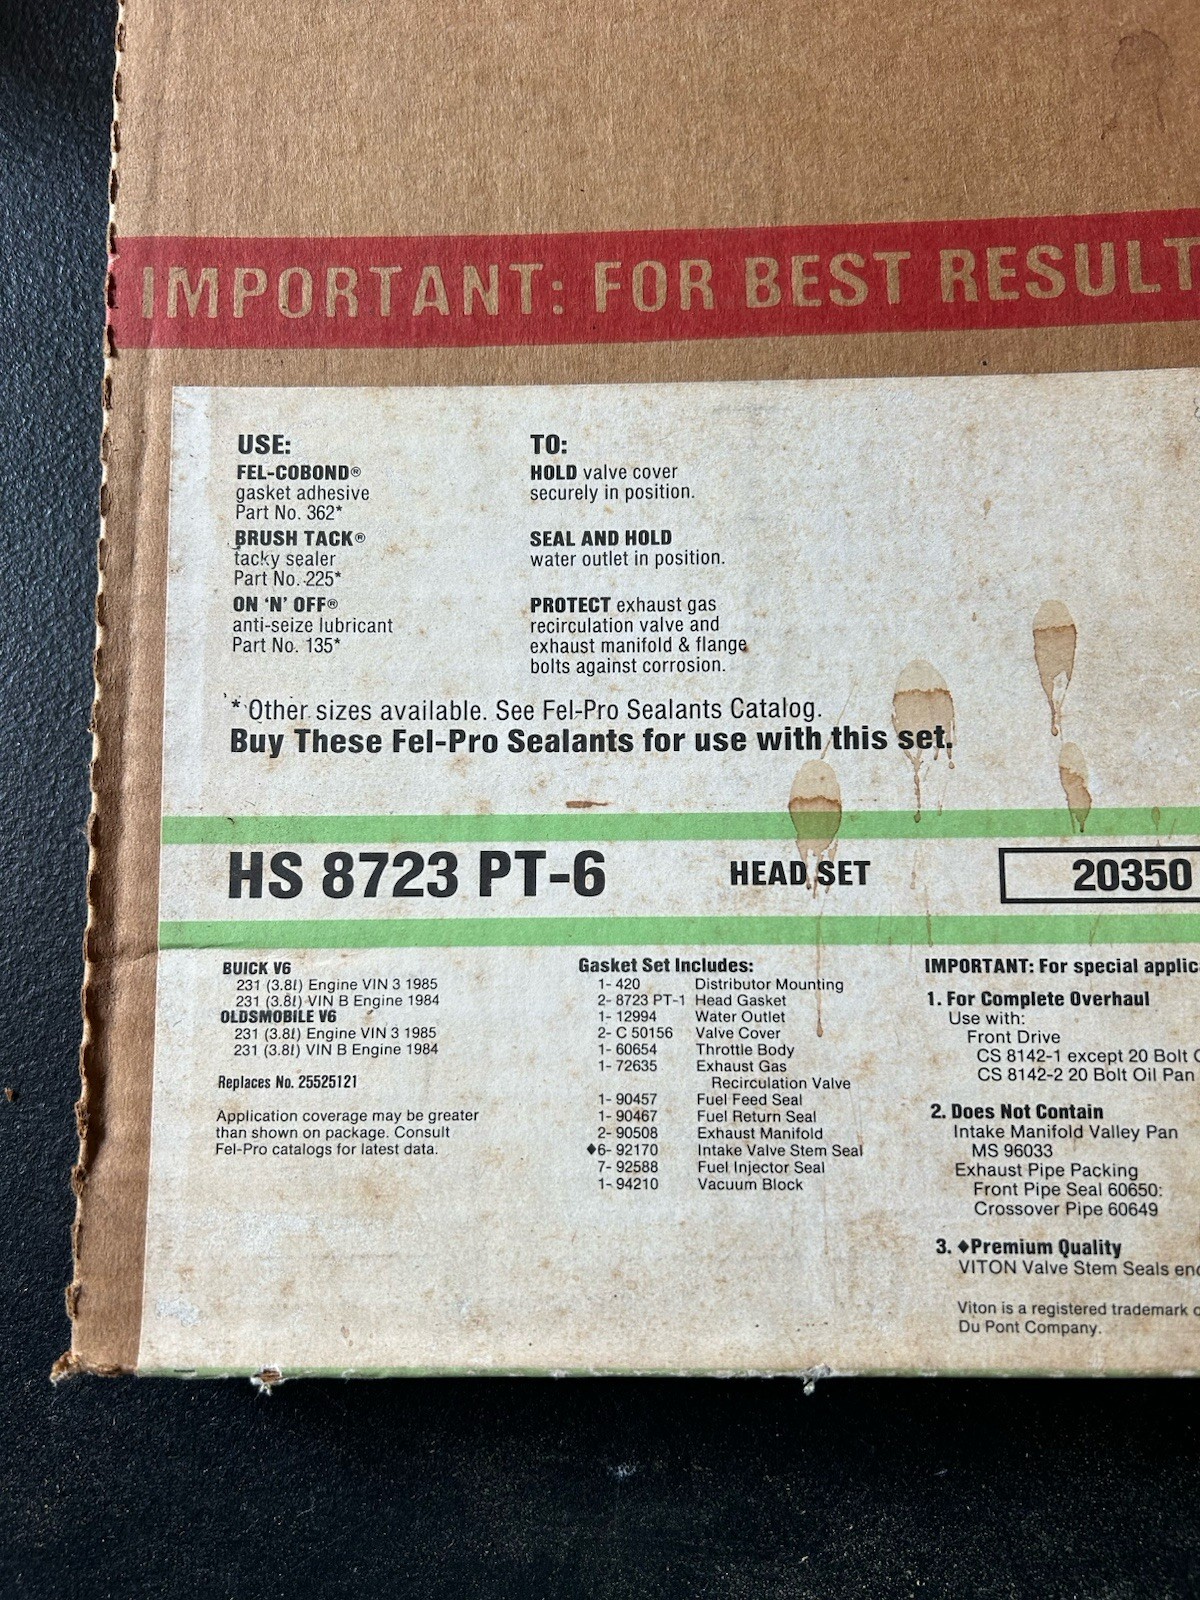 IMPORTANT: FOR BEST RESULT
USE:
FEL-COBOND®
gasket adhesive
Part No. 362*
BRUSH TACK®
tacky sealer
Part No. 225*
ON 'N' OFF®
anti-seize lubricant
Part No. 135*
TO:
HOLD valve cover
securely in position.
SEAL AND HOLD
water outlet in position.
PROTECT exhaust gas
recirculation valve and
exhaust manifold & flange
bolts against corrosion.
* Other sizes available. See Fel-Pro Sealants Catalog.
Buy These Fel-Pro Sealants for use with this set.
HS 8723 PT-6 HEAD SET 20350
BUICK V6
231 (3.8ℓ) Engine VIN 3 1985
231 (3.8ℓ) VIN B Engine 1984
OLDSMOBILE V6
231 (3.8ℓ) Engine VIN 3 1985
231 (3.8ℓ) VIN B Engine 1984
Replaces No. 25525121
Application coverage may be greater
than shown on package. Consult
Fel-Pro catalogs for latest data.
Gasket Set Includes:
1- 420 Distributor Mounting
2- 8723 PT-1 Head Gasket
1- 12994 Water Outlet
2- C 50156 Valve Cover
1- 60654 Throttle Body
1- 72635 Exhaust Gas
Recirculation Valve
1- 90457 Fuel Feed Seal
1- 90467 Fuel Return Seal
2- 90508 Exhaust Manifold
♦6- 92170 Intake Valve Stem Seal
7- 92588 Fuel Injector Seal
1- 94210 Vacuum Block
IMPORTANT: For special applic
1. For Complete Overhaul
Use with:
Front Drive
CS 8142-1 except 20 Bolt
CS 8142-2 20 Bolt Oil Pan
2. Does Not Contain
Intake Manifold Valley Pan
MS 96033
Exhaust Pipe Packing
Front Pipe Seal 60650:
Crossover Pipe 60649
3. ♦Premium Quality
VITON Valve Stem Seals
Viton is a registered trademark
Du Pont Company.